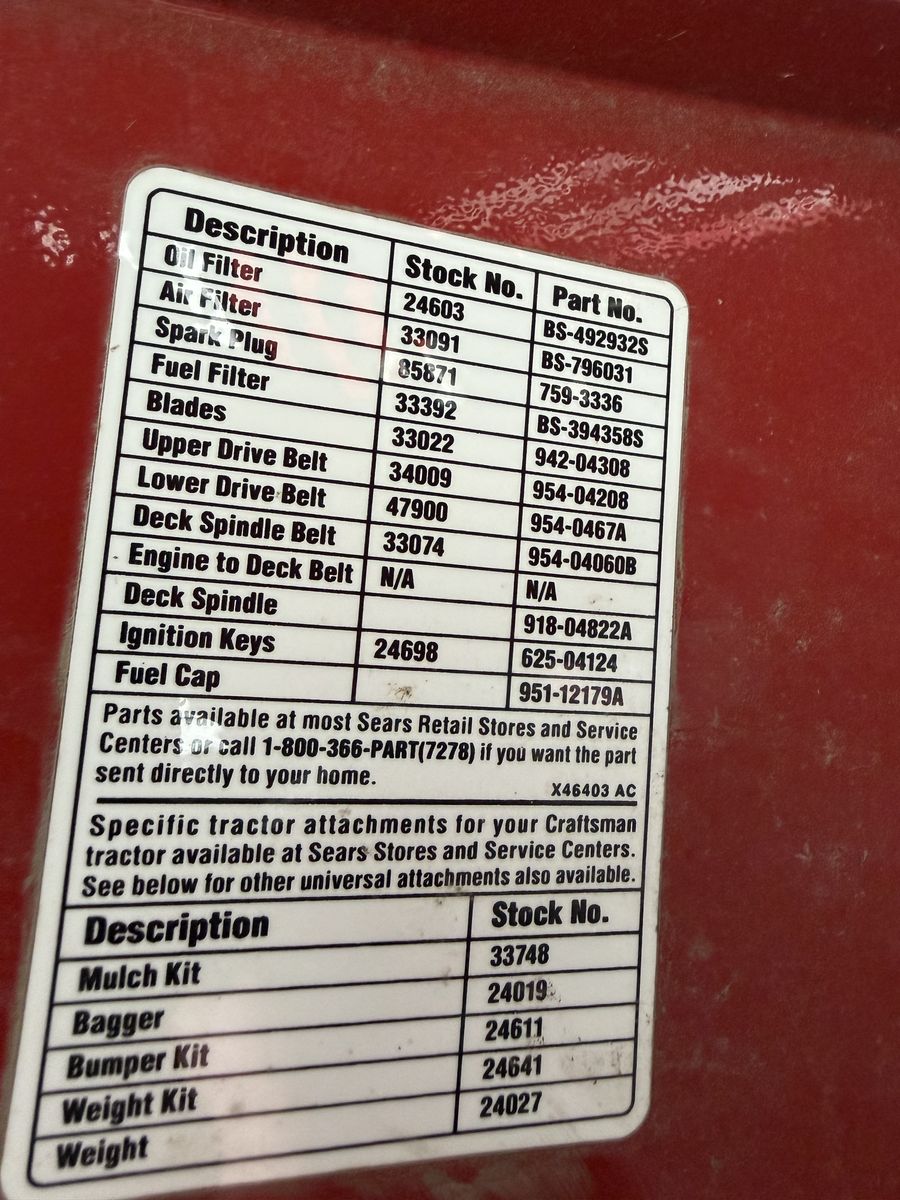 Description Stock No. Part No.
Oil Filter 24603 BS-492932S
Air Filter 33091 BS-796031
Spark Plug 85871 759-3336
Fuel Filter 33392 BS-394358S
Blades 33022 942-04308
Upper Drive Belt 34009 954-04208
Lower Drive Belt 47900 954-0467A
Deck Spindle Belt 33074 954-04060B
Engine to Deck Belt N/A N/A
Deck Spindle 918-04822A
Ignition Keys 24698 625-04124
Fuel Cap 951-12179A
Parts available at most Sears Retail Stores and Service
Centers or call 1-800-366-PART(7278) if you want the part
sent directly to your home.
X46403 AC
Specific tractor attachments for your Craftsman
tractor available at Sears Stores and Service Centers.
See below for other universal attachments also available.
Description Stock No.
Mulch Kit 33748
Bagger 24019
Bumper Kit 24611
Weight Kit 24641
Weight 24027